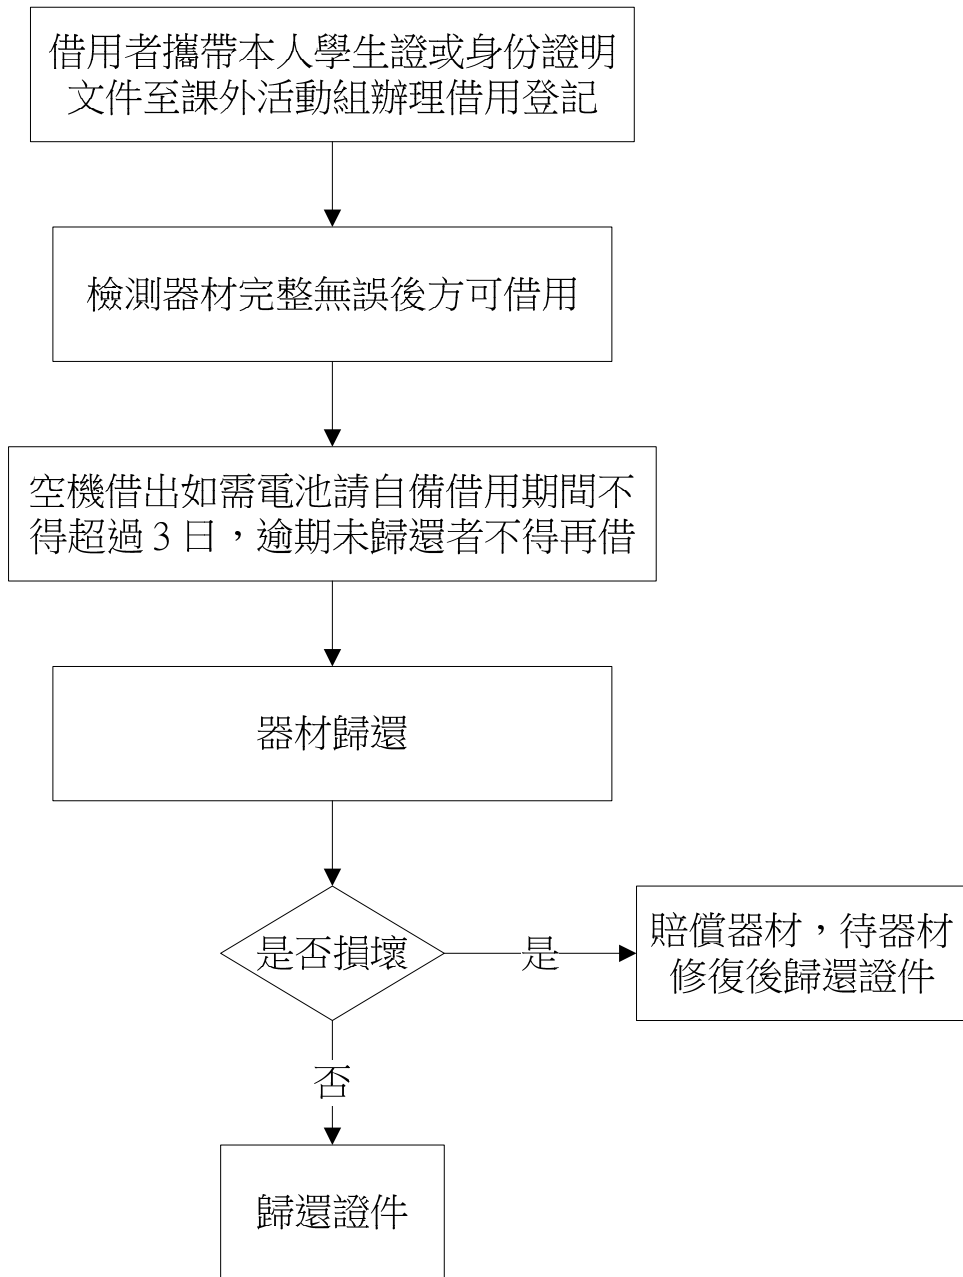 借用者攜帶本人學生證或身份證明
文件至課外活動組辦理借用登記
檢測器材完整無誤後方可借用
空機借出如需電池請自備借用期間不
得超過3日，逾期未歸還者不得再借
器材歸還
是否損壞
是
賠償器材，待器材
修復後歸還證件
否
歸還證件